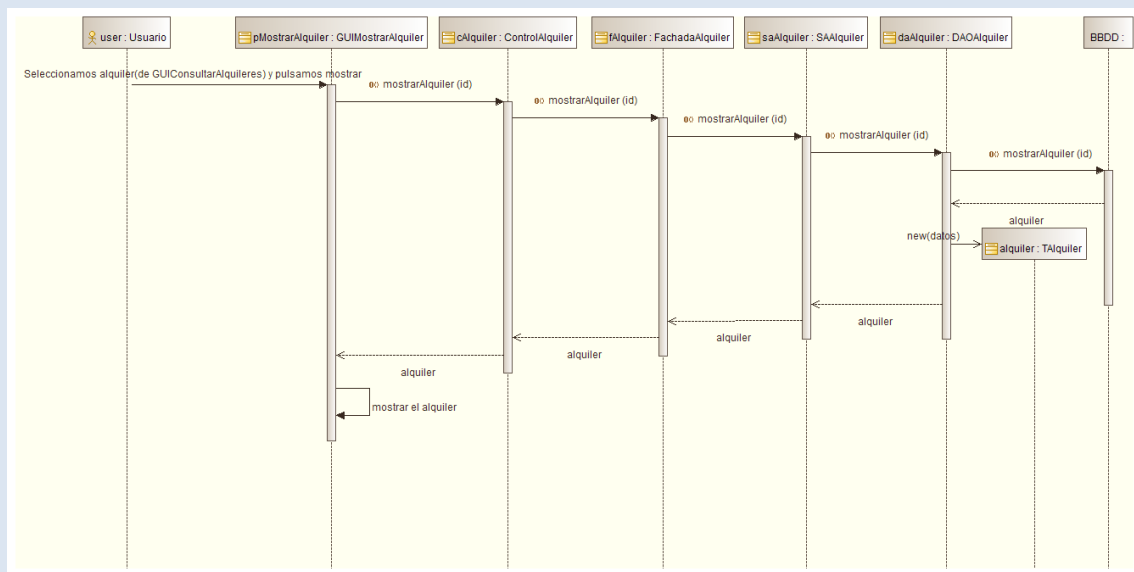 user : Usuario
pMostrarAlquiler : GUIMostrarAlquiler
cAlquiler : ControlAlquiler
fAlquiler : FachadaAlquiler
saAlquiler : SAAlquiler
daAlquiler : DAOAlquiler
BBDD :
Seleccionamos alquiler(de GUIConsultarAlquileres) y pulsamos mostrar
mostrarAlquiler (id)
mostrarAlquiler (id)
mostrarAlquiler (id)
mostrarAlquiler (id)
mostrarAlquiler (id)
alquiler
new(datos)
alquiler : TAlquiler
alquiler
alquiler
alquiler
alquiler
mostrar el alquiler